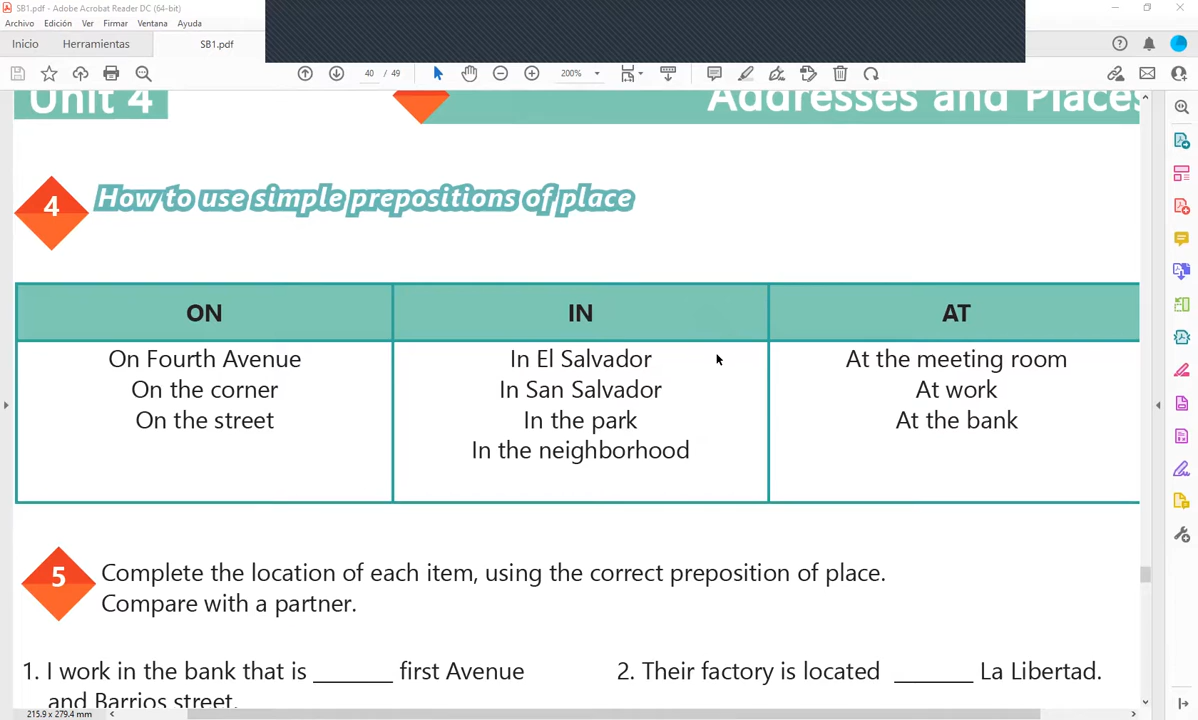 SB1.pdf - Adobe Acrobat Reader DC (64-bit)
Archivo Edición Ver Firmar Ventana Ayuda
Inicio Herramientas SB1.pdf
40 / 49 200%
Unit 4 Addresses and Places
4 How to use simple prepositions of place
ON IN AT
On Fourth Avenue In El Salvador At the meeting room
On the corner In San Salvador At work
On the street In the park At the bank
In the neighborhood
5 Complete the location of each item, using the correct preposition of place.
Compare with a partner.
1. I work in the bank that is ______ first Avenue 2. Their factory is located ______ La Libertad.
and Barrios street.
215.9 x 279.4 mm